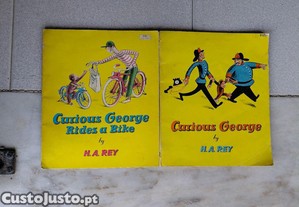 Curious George
Rides a Bike
by
H. A. REY
Curious George
by
H. A. REY
CustoJusto.pt